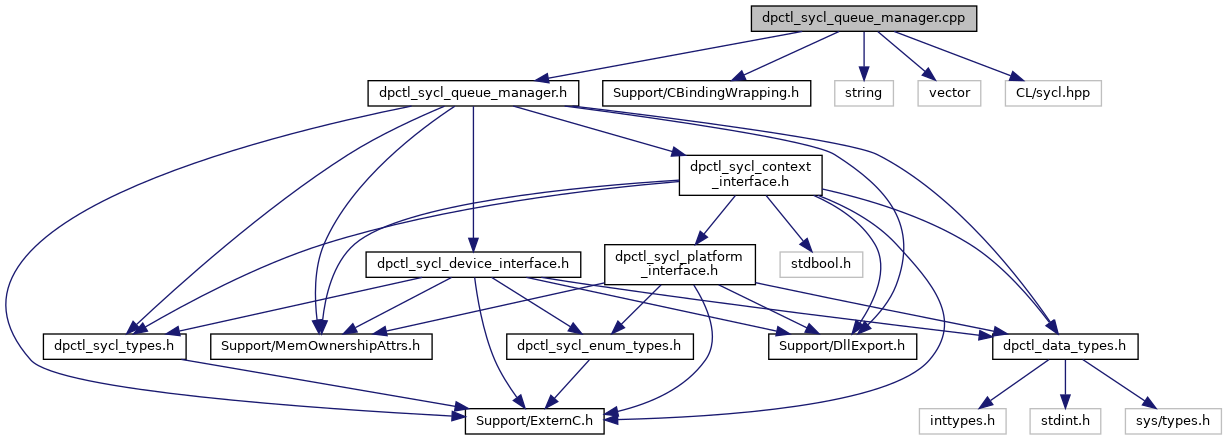 dpctl_sycl_queue_manager.cpp
dpctl_sycl_queue_manager.h
Support/CBindingWrapping.h
string
vector
CL/sycl.hpp
dpctl_sycl_context
_interface.h
dpctl_sycl_device_interface.h
dpctl_sycl_platform
_interface.h
stdbool.h
dpctl_sycl_types.h
Support/MemOwnershipAttrs.h
dpctl_sycl_enum_types.h
Support/DllExport.h
dpctl_data_types.h
Support/ExternC.h
inttypes.h
stdint.h
sys/types.h